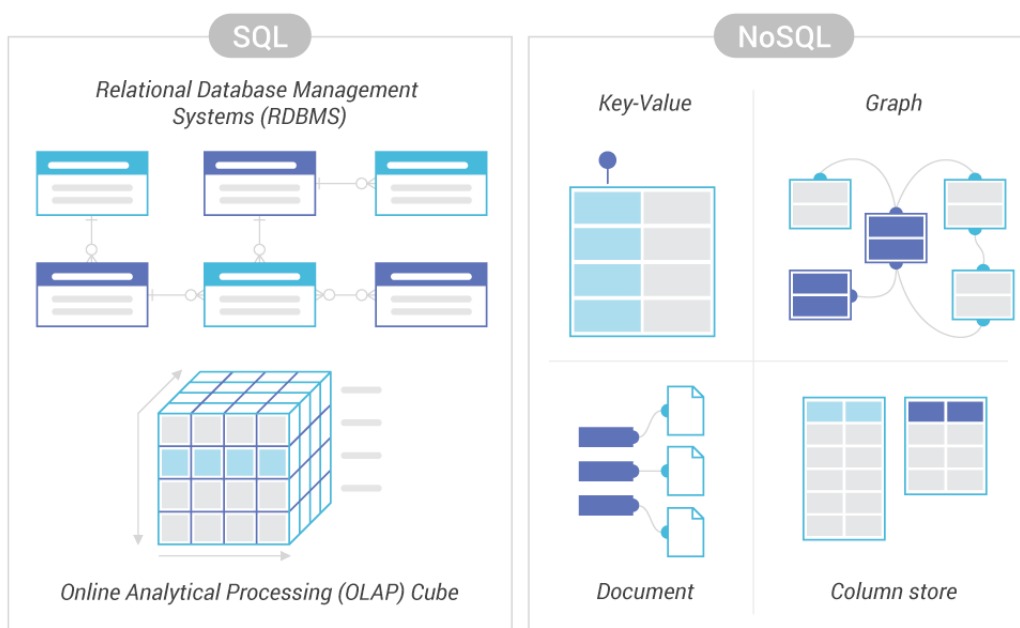 SQL
Relational Database Management
Systems (RDBMS)
Online Analytical Processing (OLAP) Cube
NoSQL
Key-Value
Graph
Document
Column store